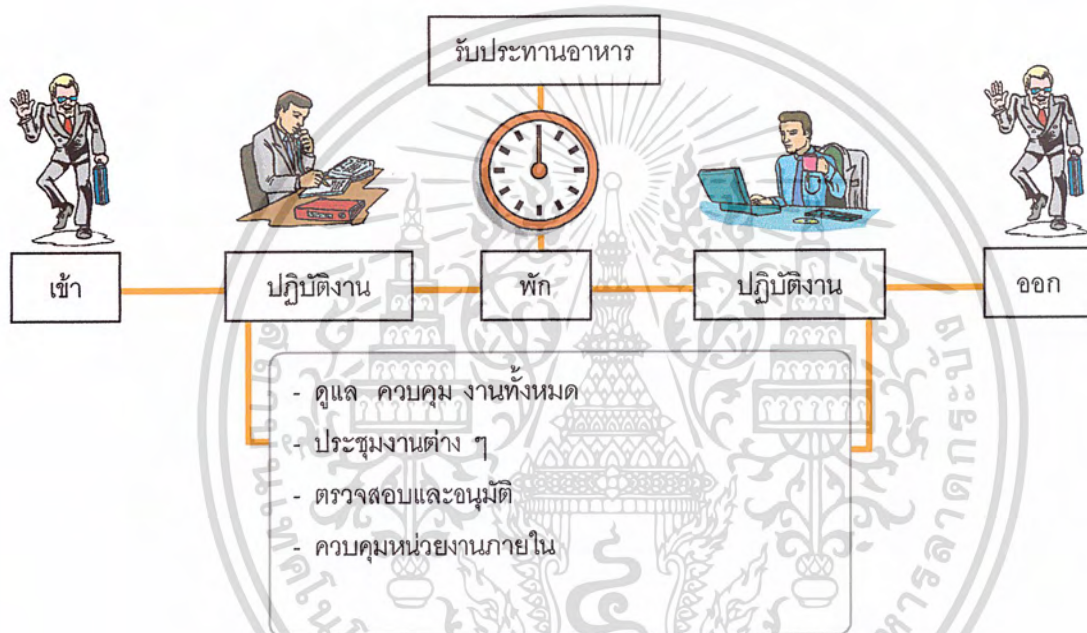 รับประทานอาหาร
เข้า
ปฏิบัติงาน
พัก
ปฏิบัติงาน
ออก
- ดูแล ควบคุม งานทั้งหมด
- ประชุมงานต่าง ๆ
- ตรวจสอบและอนุมัติ
- ควบคุมหน่วยงานภายใน